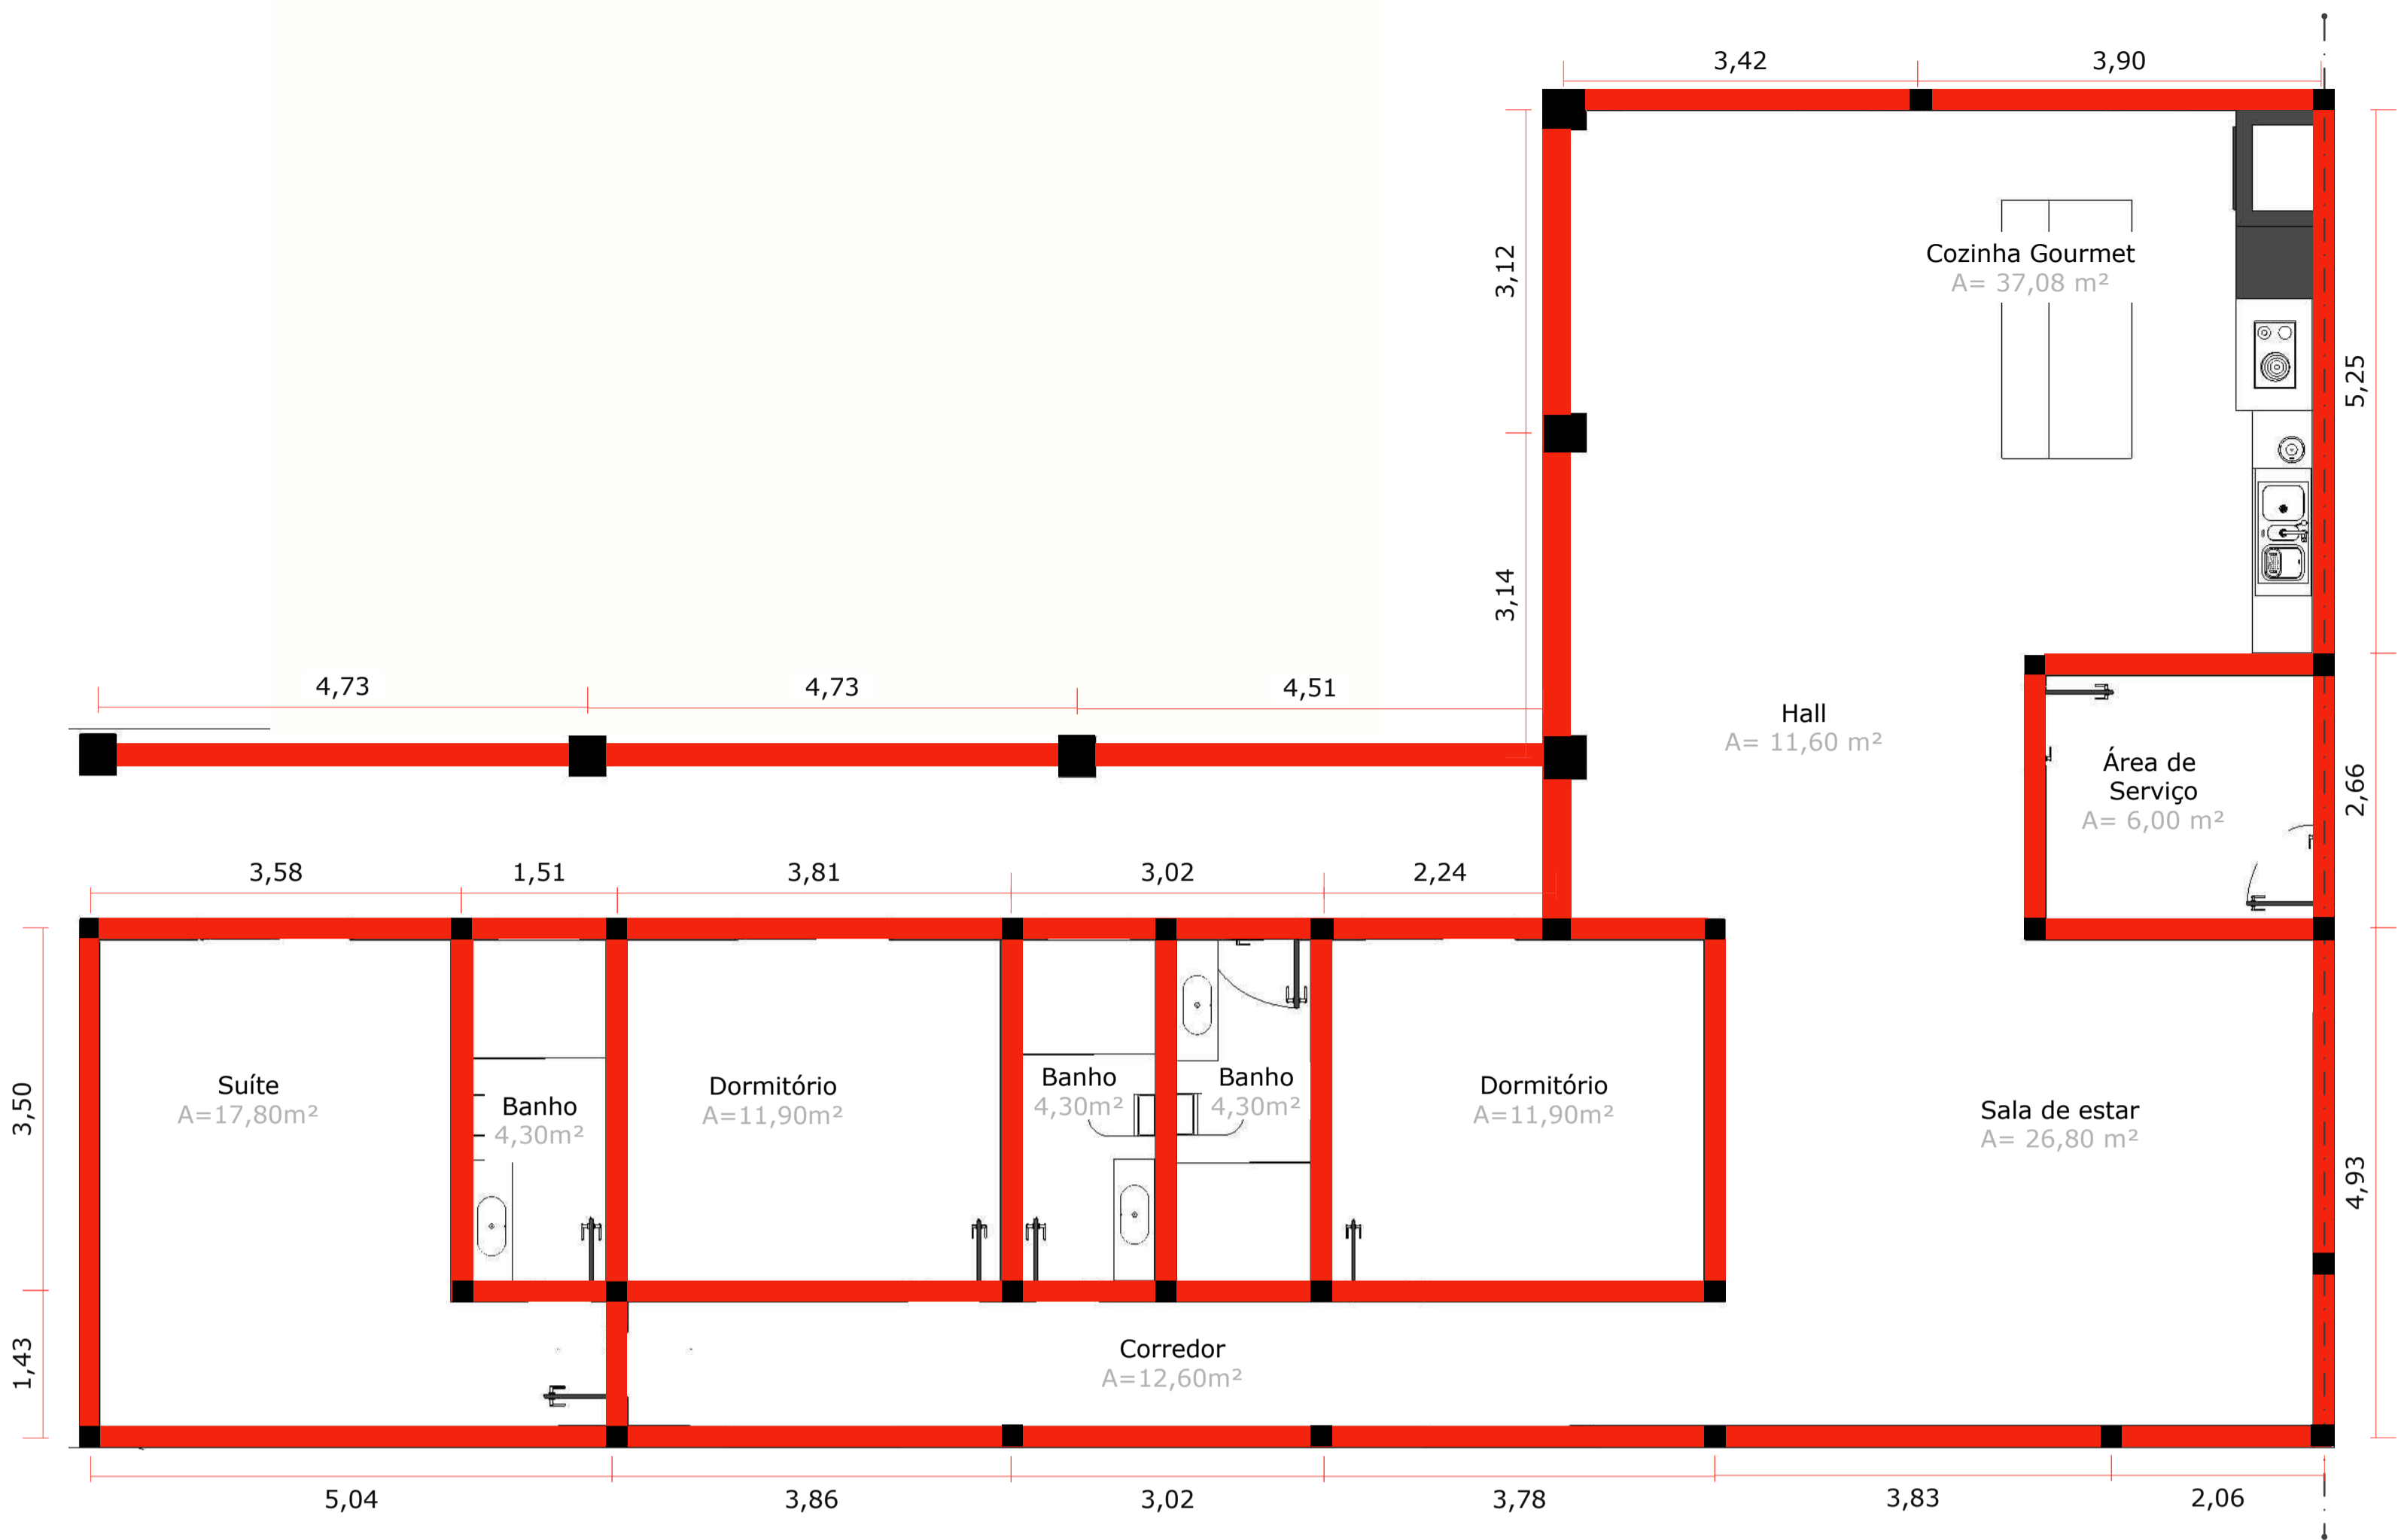 3,42
3,90
3,12
Cozinha Gourmet
A= 37,08 m²
5,25
3,14
4,73
4,73
4,51
Hall
A= 11,60 m²
Área de
Serviço
A= 6,00 m²
2,66
3,58
1,51
3,81
3,02
2,24
3,50
Suíte
A=17,80m²
Banho
4,30m²
Dormitório
A=11,90m²
Banho
4,30m²
Banho
4,30m²
Dormitório
A=11,90m²
Sala de estar
A= 26,80 m²
4,93
1,43
Corredor
A=12,60m²
5,04
3,86
3,02
3,78
3,83
2,06